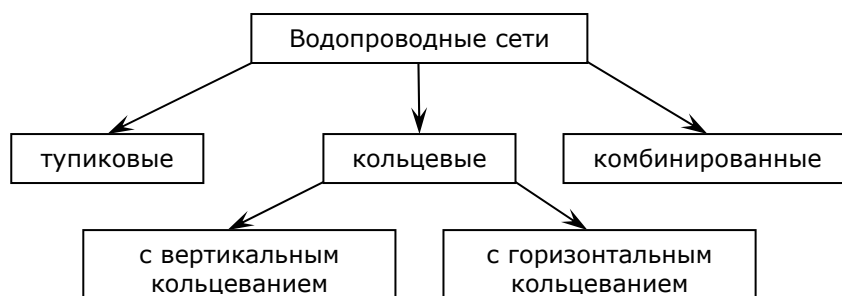 Водопроводные сети
тупиковые
кольцевые
комбинированные
с вертикальным
кольцеванием
с горизонтальным
кольцеванием